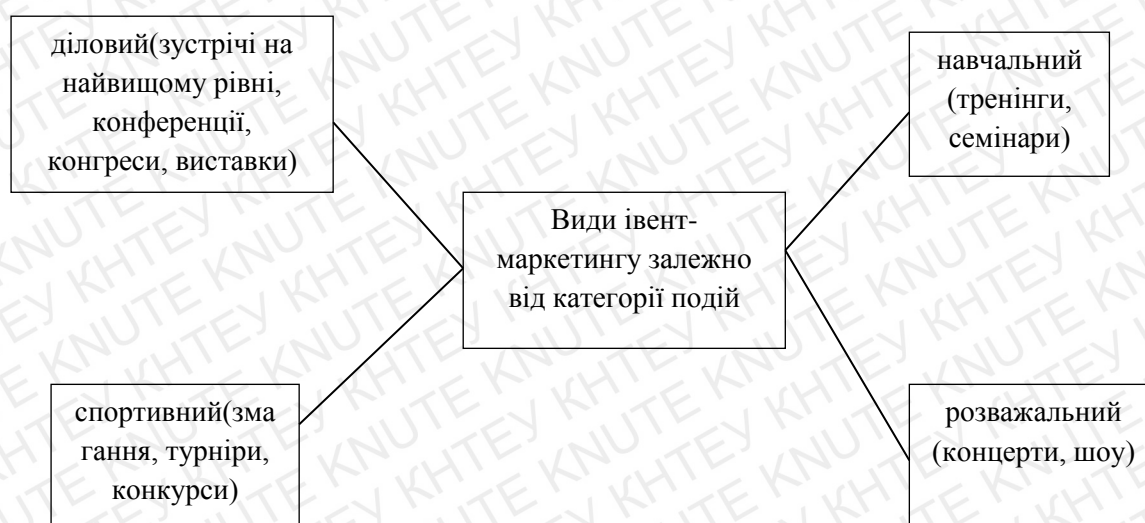 діловий(зустрічі на
найвищому рівні,
конференції,
конгреси, виставки)
навчальний
(тренінги,
семінари)
Види івент-
маркетингу залежно
від категорії подій
спортивний(зма
гання, турніри,
конкурси)
розважальний
(концерти, шоу)